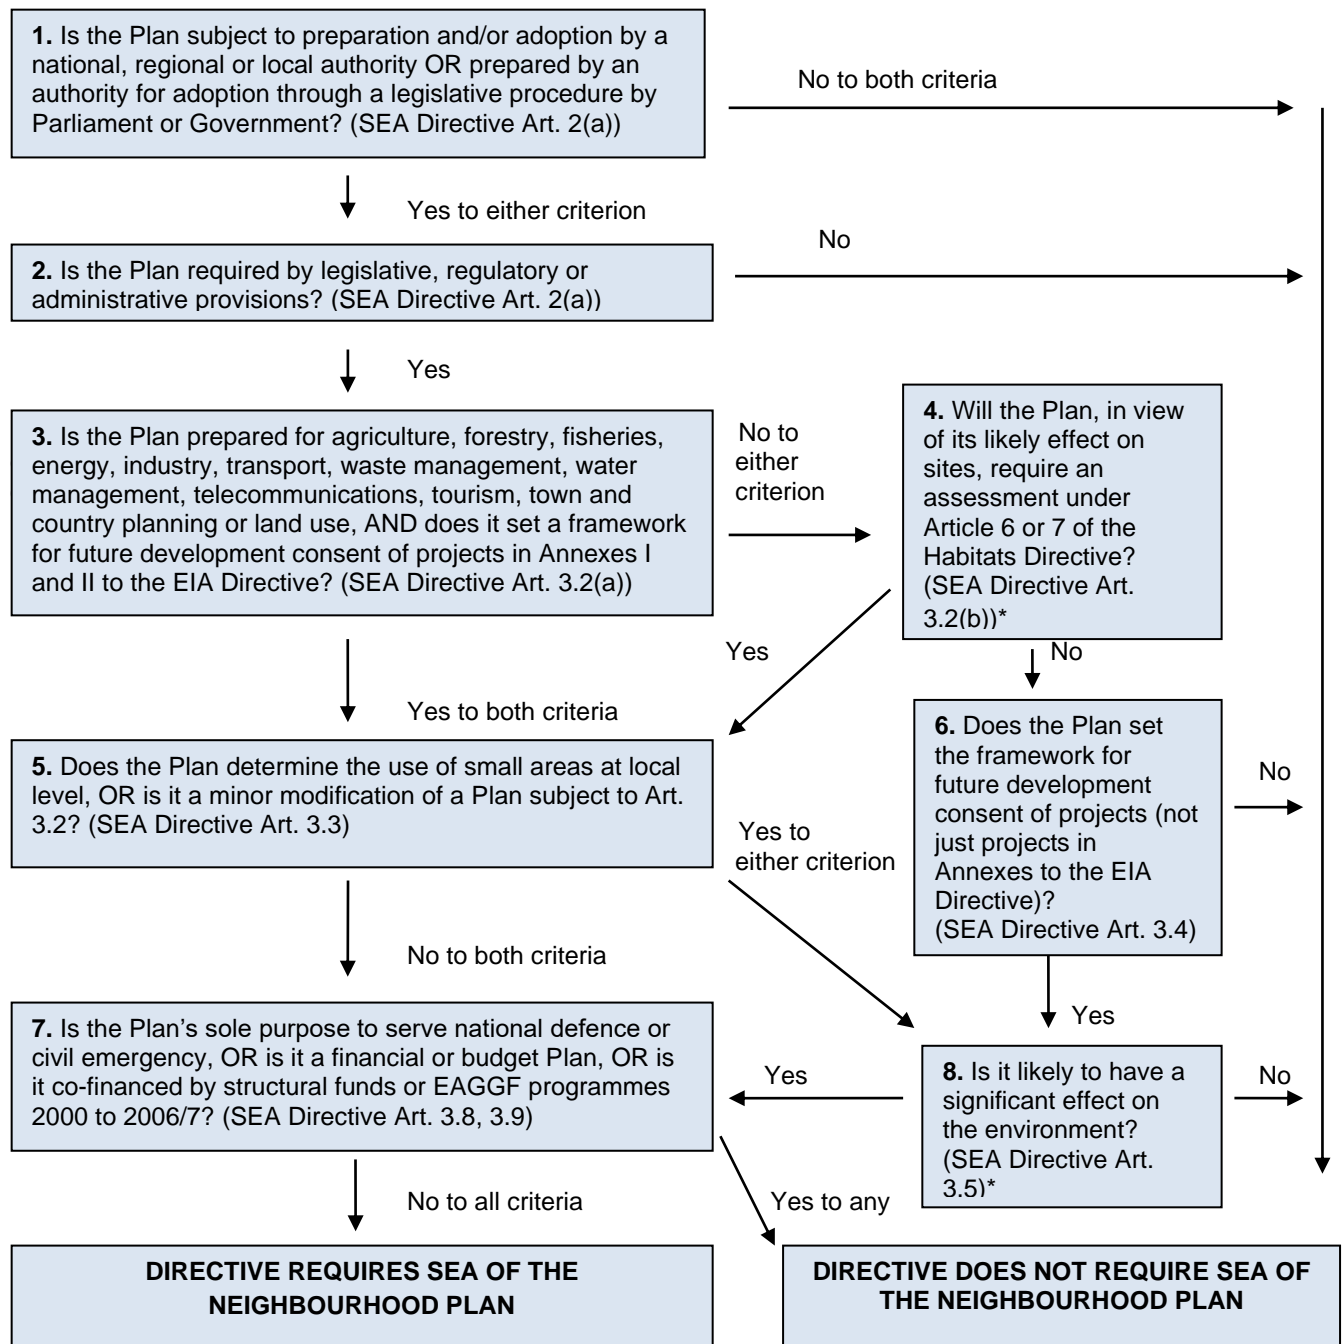 1. Is the Plan subject to preparation and/or adoption by a
national, regional or local authority OR prepared by an
authority for adoption through a legislative procedure by
Parliament or Government? (SEA Directive Art. 2(a))
No to both criteria
Yes to either criterion
2. Is the Plan required by legislative, regulatory or
administrative provisions? (SEA Directive Art. 2(a))
No
Yes
3. Is the Plan prepared for agriculture, forestry, fisheries,
energy, industry, transport, waste management, water
management, telecommunications, tourism, town and
country planning or land use, AND does it set a framework
for future development consent of projects in Annexes I
and II to the EIA Directive? (SEA Directive Art. 3.2(a))
No to
either
criterion
4. Will the Plan, in view
of its likely effect on
sites, require an
assessment under
Article 6 or 7 of the
Habitats Directive?
(SEA Directive Art.
3.2(b))*
Yes
No
Yes to both criteria
5. Does the Plan determine the use of small areas at local
level, OR is it a minor modification of a Plan subject to Art.
3.2? (SEA Directive Art. 3.3)
Yes to
either criterion
6. Does the Plan set
the framework for
future development
consent of projects (not
just projects in
Annexes to the EIA
Directive)?
(SEA Directive Art. 3.4)
No
No to both criteria
Yes
7. Is the Plan’s sole purpose to serve national defence or
civil emergency, OR is it a financial or budget Plan, OR is
it co-financed by structural funds or EAGGF programmes
2000 to 2006/7? (SEA Directive Art. 3.8, 3.9)
Yes
8. Is it likely to have a
significant effect on
the environment?
(SEA Directive Art.
3.5)*
No
No to all criteria
Yes to any
DIRECTIVE REQUIRES SEA OF THE
NEIGHBOURHOOD PLAN
DIRECTIVE DOES NOT REQUIRE SEA OF
THE NEIGHBOURHOOD PLAN